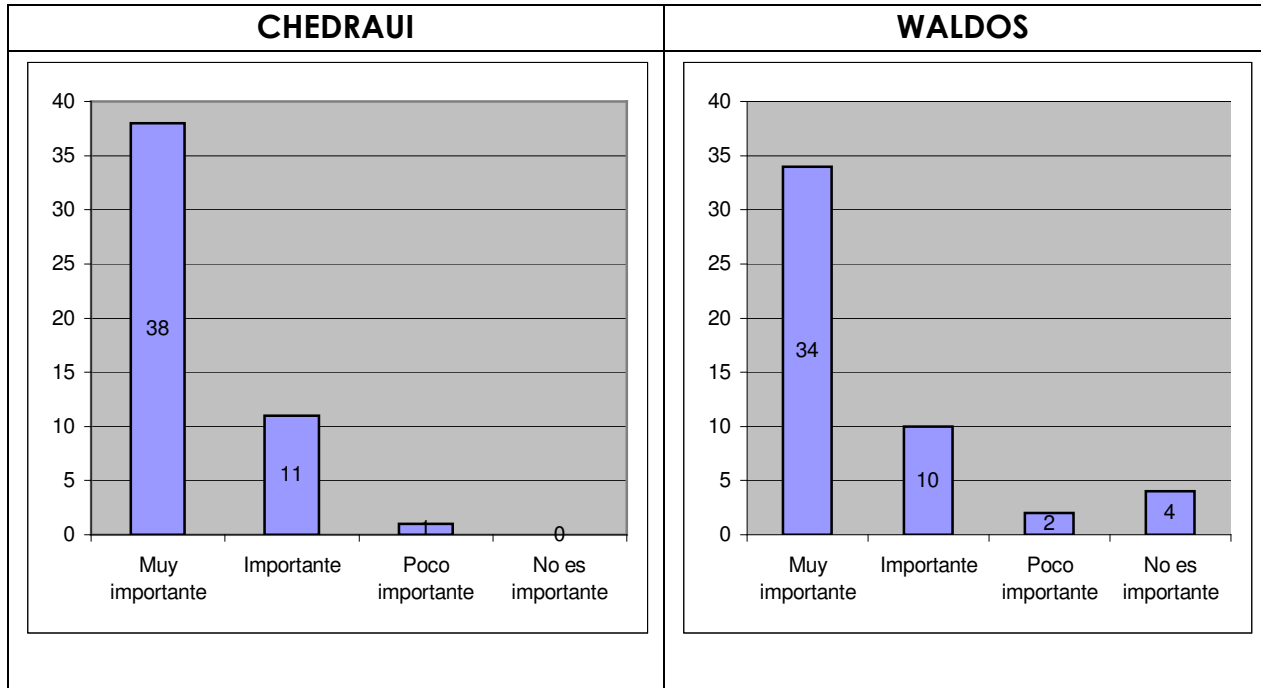 CHEDRAUI
WALDOS
40
35
30
25
20
15
10
5
0
38
11
1
0
Muy
importante
Importante
Poco
importante
No es
importante
40
35
30
25
20
15
10
5
0
34
10
2
4
Muy
importante
Importante
Poco
importante
No es
importante